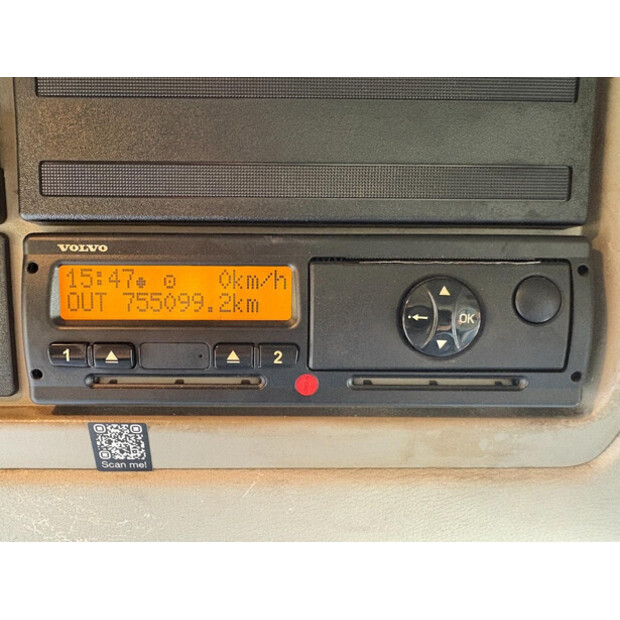 VOLVO
15:47 0km/h
OUT 755099.2km
OK
1 2
Scan me!